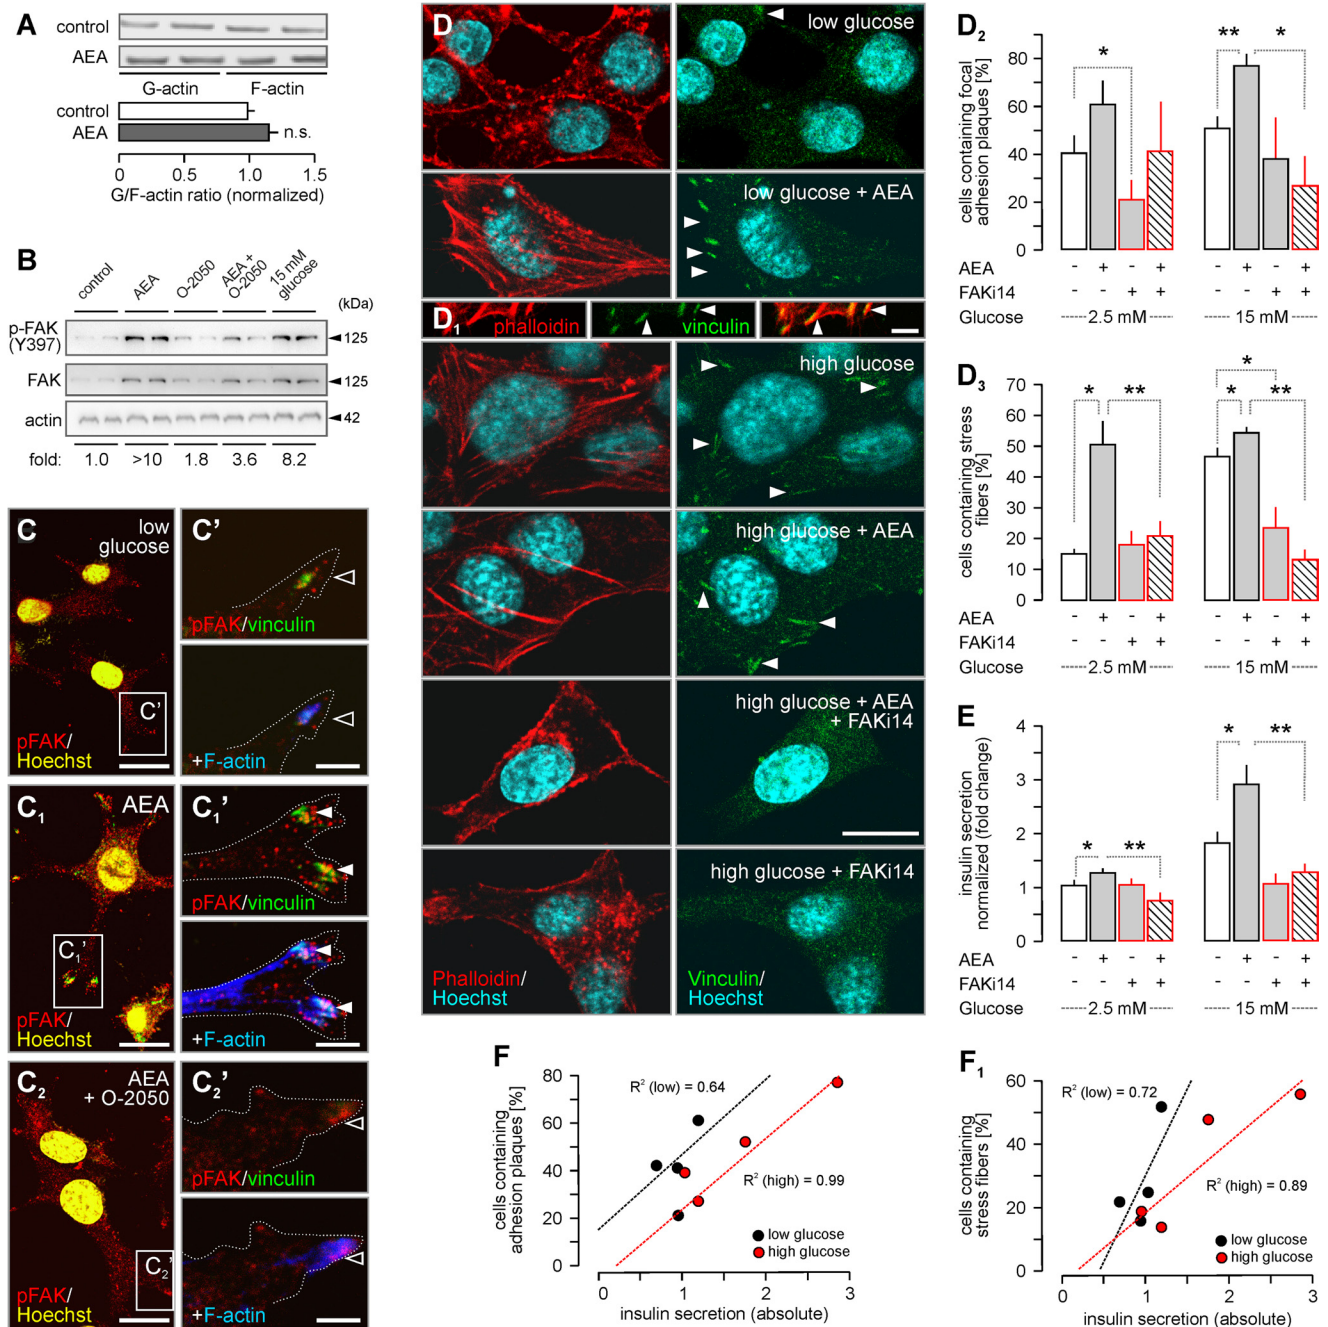 A
control
AEA
G-actin F-actin
control
AEA
n.s.
0 0.5 1.0 1.5
G/F-actin ratio (normalized)
B
control AEA O-2050 AEA + O-2050 15 mM glucose
(kDa)
p-FAK (Y397) 125
FAK 125
actin 42
fold: 1.0 >10 1.8 3.6 8.2
C
low
glucose
C'
pFAK/
Hoechst
C'
pFAK/vinculin
+F-actin
C1
AEA
C1'
pFAK/
Hoechst
C1'
pFAK/vinculin
+F-actin
C2
AEA
+ O-2050
C2'
pFAK/
Hoechst
C2'
pFAK/vinculin
+F-actin
D
low glucose
low glucose + AEA
D1
phalloidin
vinculin
high glucose
high glucose + AEA
high glucose + AEA
+ FAKi14
high glucose + FAKi14
Phalloidin/
Hoechst
Vinculin/
Hoechst
D2
cells containing focal
adhesion plaques [%]
80
60
40
20
0
* ** *
AEA - + - + - + - +
FAKi14 - - + + - - + +
Glucose 2.5 mM 15 mM
D3
cells containing stress
fibers [%]
70
60
50
40
30
20
10
0
*
* ** * **
AEA - + - + - + - +
FAKi14 - - + + - - + +
Glucose 2.5 mM 15 mM
E
insulin secretion
normalized (fold change)
4
3
2
1
0
* **
* **
AEA - + - + - + - +
FAKi14 - - + + - - + +
Glucose 2.5 mM 15 mM
F
cells containing
adhesion plaques [%]
80
60
40
20
0
R2 (low) = 0.64
R2 (high) = 0.99
low glucose
high glucose
0 1 2 3
insulin secretion (absolute)
F1
cells containing
stress fibers [%]
60
40
20
0
R2 (low) = 0.72
R2 (high) = 0.89
low glucose
high glucose
0 1 2 3
insulin secretion (absolute)